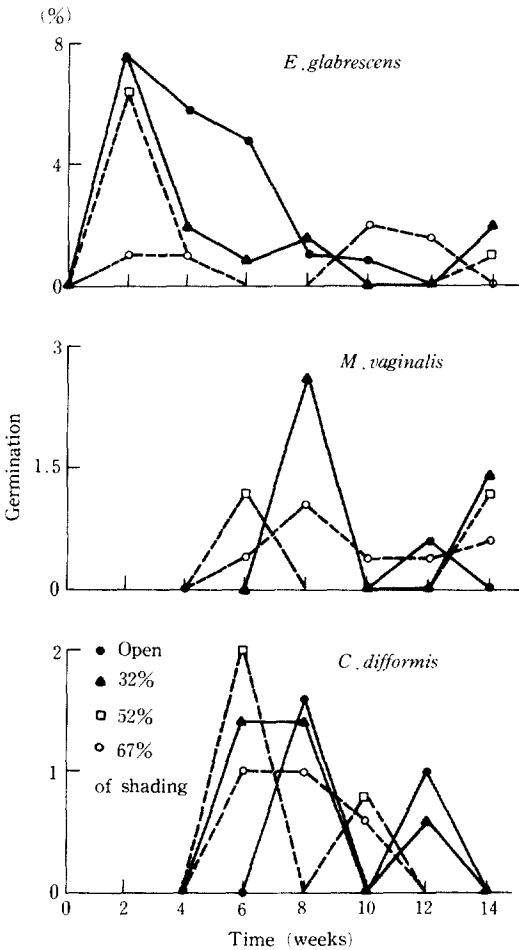 (%)
8
E. glabrescens
4
0
3
M. vaginalis
1.5
0
Germination
2
Open
C. difformis
32%
52%
1
67%
of shading
0
0 2 4 6 8 10 12 14
Time (weeks)